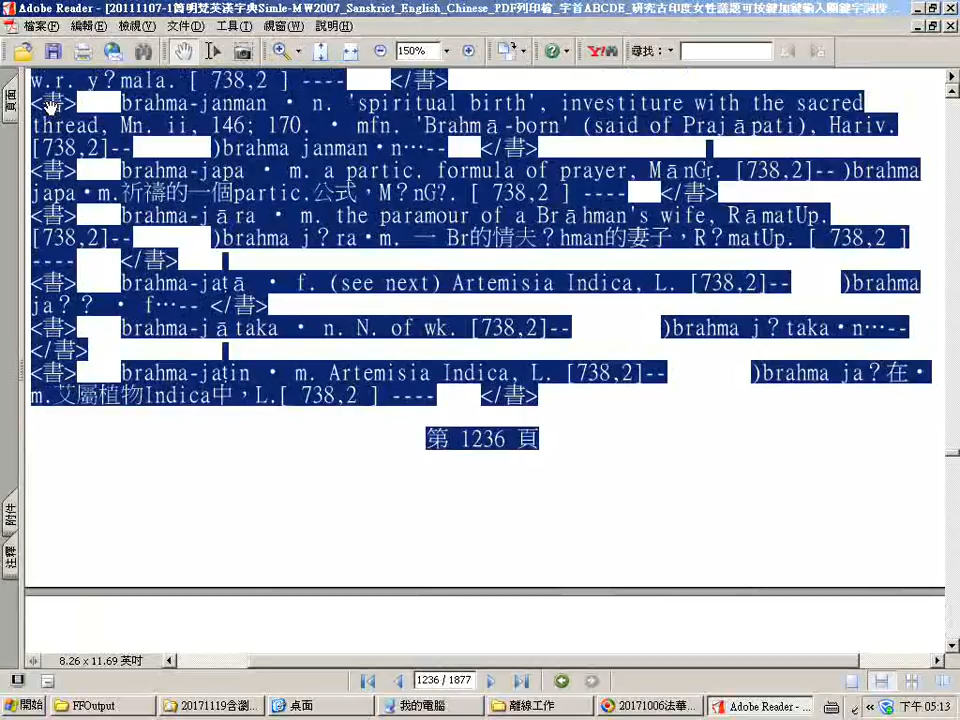 Adobe Reader - [20111107-1簡明梵英漢字典Simle-MW2007_Sanskrict_English_Chinese_PDF列印檔_字首ABCDE_研究古印度女性議題可按鍵加鍵輸入關鍵字詞搜...
檔案(F) 編輯(E) 檢視(V) 文件(D) 工具(T) 視窗(W) 說明(H)
150% 尋找：
頁面
w.r. y?mala. [ 738,2 ] ---- </書>
<書> brahma-janman • n. 'spiritual birth', investiture with the sacred
thread, Mn. ii, 146; 170. • mfn. 'Brahmā-born' (said of Prajāpati), Hariv.
[738,2]-- )brahma janman•n…-- </書>
<書> brahma-japa • m. a partic. formula of prayer, MānGṛ. [738,2]-- )brahma
japa•m.祈禱的一個partic.公式，M?nG?. [ 738,2 ] ---- </書>
<書> brahma-jāra • m. the paramour of a Brāhman's wife, RāmatUp.
[738,2]-- )brahma j?ra•m. 一 Br的情夫?hman的妻子，R?matUp. [ 738,2 ]
---- </書>
<書> brahma-jaṭā • f. (see next) Artemisia Indica, L. [738,2]-- )brahma
ja?? • f…-- </書>
<書> brahma-jātaka • n. N. of wk. [738,2]-- )brahma j?taka•n…--
</書>
<書> brahma-jaṭin • m. Artemisia Indica, L. [738,2]-- )brahma ja?在•
m.艾屬植物Indica中，L.[ 738,2 ] ---- </書>
第 1236 頁
附件
注釋
8.26 x 11.69 英吋
1236 / 1877
開始 FFOutput 20171119含瀏... 桌面 我的電腦 離線工作 20171006法華... Adobe Reader - ... 下午 05:13